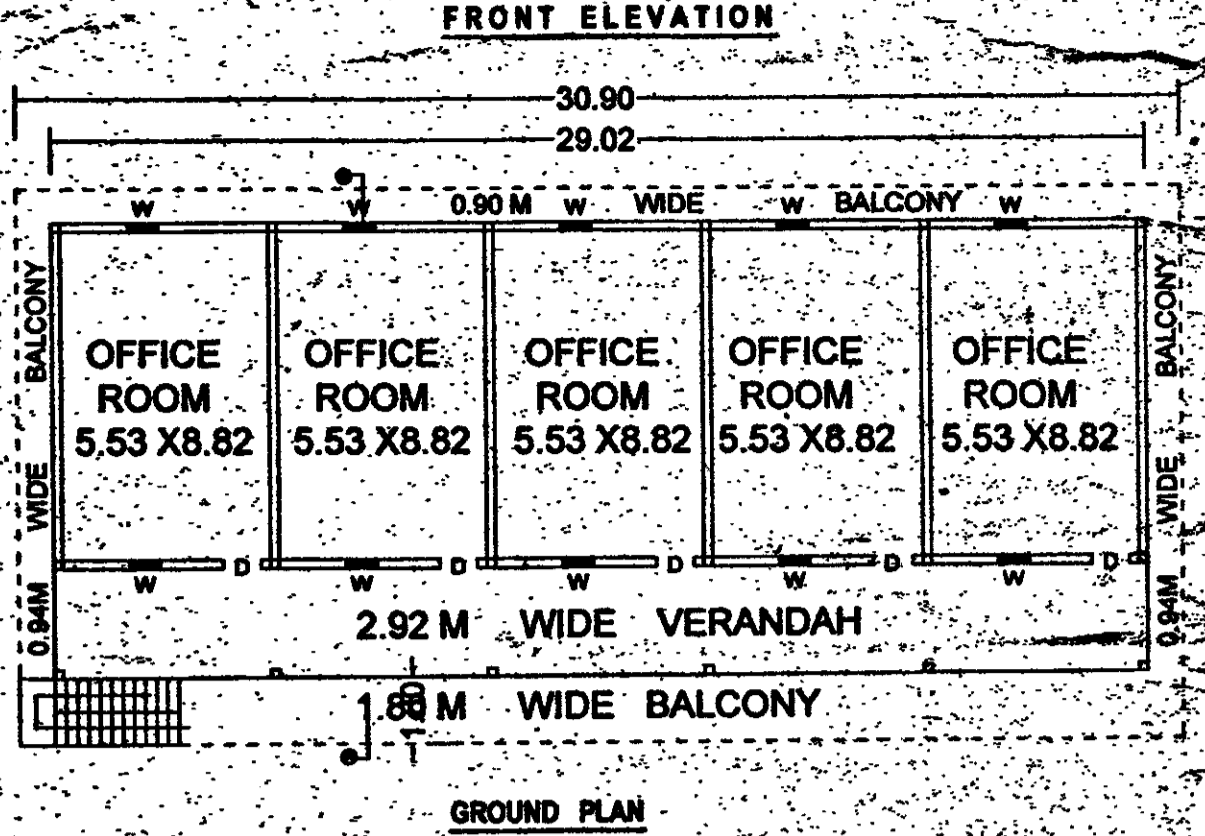 FRONT ELEVATION
30.90
29.02
W W 0.90 M W WIDE W BALCONY W
0.94M WIDE BALCONY
OFFICE ROOM 5.53 X8.82
OFFICE ROOM 5.53 X8.82
OFFICE ROOM 5.53 X8.82
OFFICE ROOM 5.53 X8.82
OFFICE ROOM 5.53 X8.82
0.94M WIDE BALCONY
W D W D W D W D W D
2.92 M WIDE VERANDAH
M WIDE BALCONY
GROUND PLAN